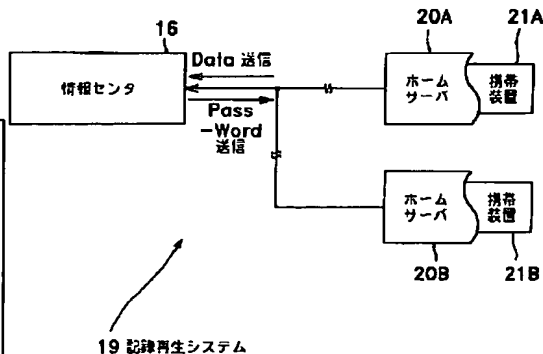 16
情報センタ
Data 送信
Pass
-Word
送信
20A
21A
ホーム
サーバ
携帯
装置
ホーム
サーバ
携帯
装置
20B
21B
19 記録再生システム